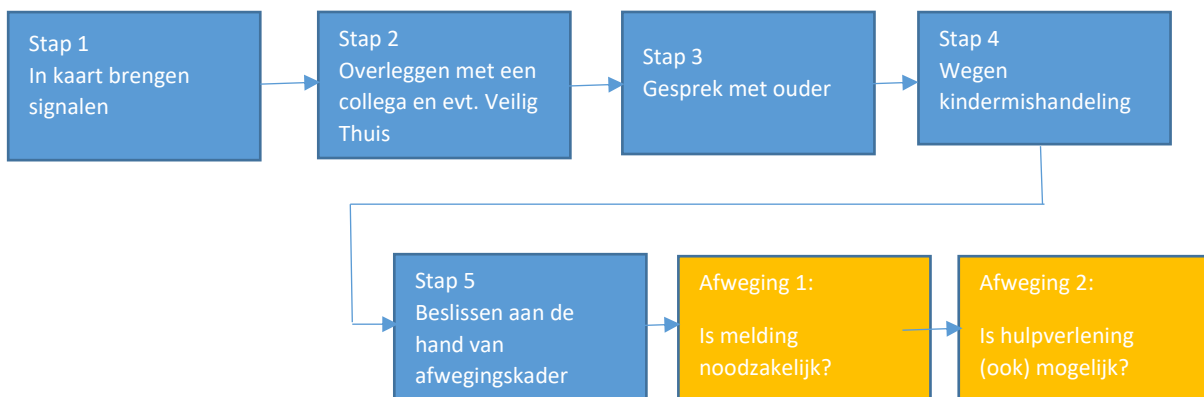 Stap 1
In kaart brengen
signalen
Stap 2
Overleggen met een
collega en evt. Veilig
Thuis
Stap 3
Gesprek met ouder
Stap 4
Wegen
kindermishandeling
Stap 5
Beslissen aan de
hand van
afwegingskader
Afweging 1:
Is melding
noodzakelijk?
Afweging 2:
Is hulpverlening
(ook) mogelijk?